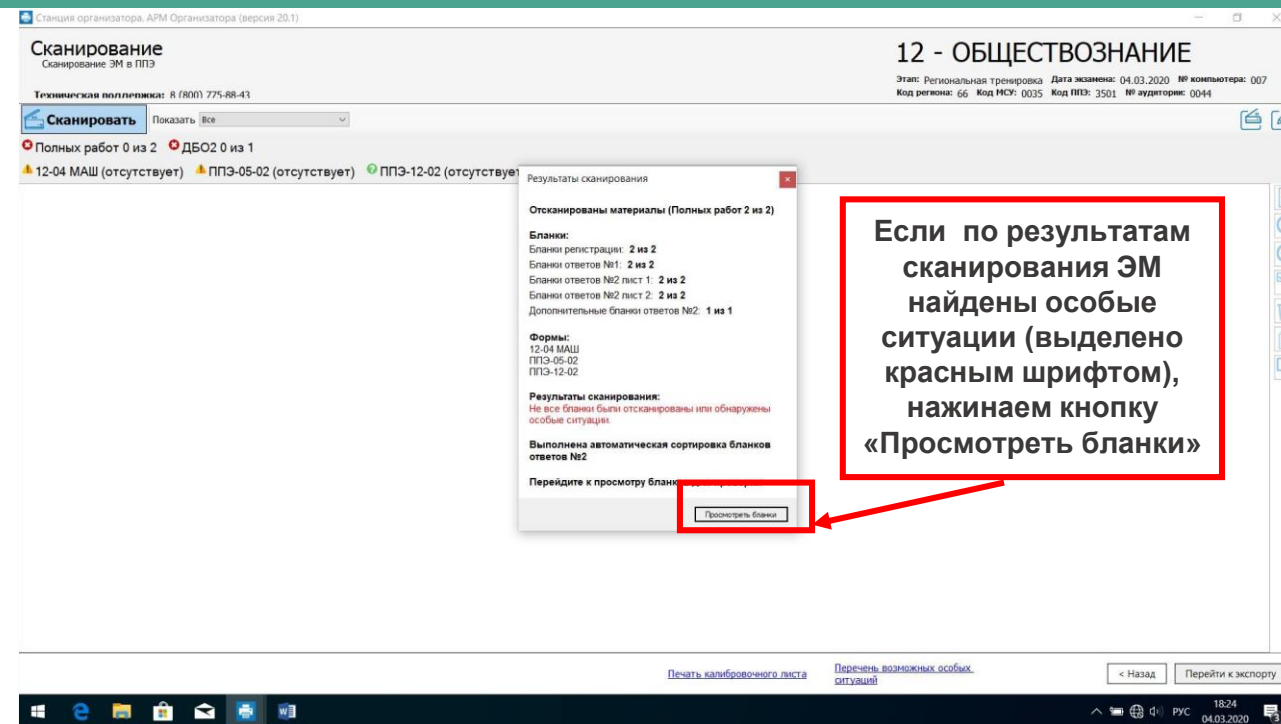 Станция организатора. АРМ Организатора (версия 20.1)
Сканирование
Сканирование ЭМ в ППЭ
Техническая поддержка: 8 (800) 775-88-43
12 - ОБЩЕСТВОЗНАНИЕ
Этап: Региональная тренировка Дата экзамена: 04.03.2020 № компьютера: 007
Код региона: 66 Код МСУ: 0035 Код ППЭ: 3501 № аудитории: 0044
Сканировать Показать Все
Полных работ 0 из 2 ДБО2 0 из 1
12-04 МАШ (отсутствует) ППЭ-05-02 (отсутствует) ППЭ-12-02 (отсутствует
Результаты сканирования
Отсканированы материалы (Полных работ 2 из 2)
Бланки:
Бланки регистрации: 2 из 2
Бланки ответов №1: 2 из 2
Бланки ответов №2 лист 1: 2 из 2
Бланки ответов №2 лист 2: 2 из 2
Дополнительные бланки ответов №2: 1 из 1
Формы:
12-04 МАШ
ППЭ-05-02
ППЭ-12-02
Результаты сканирования:
Не все бланки были отсканированы или обнаружены
особые ситуации.
Выполнена автоматическая сортировка бланков
ответов №2
Перейдите к просмотру
Просмотреть бланки
Если по результатам
сканирования ЭМ
найдены особые
ситуации (выделено
красным шрифтом),
нажинаем кнопку
«Просмотреть бланки»
Печать калибровочного листа
Перечень возможных особых
ситуаций
< Назад
Перейти к экспорту
РУС
18:24
04.03.2020